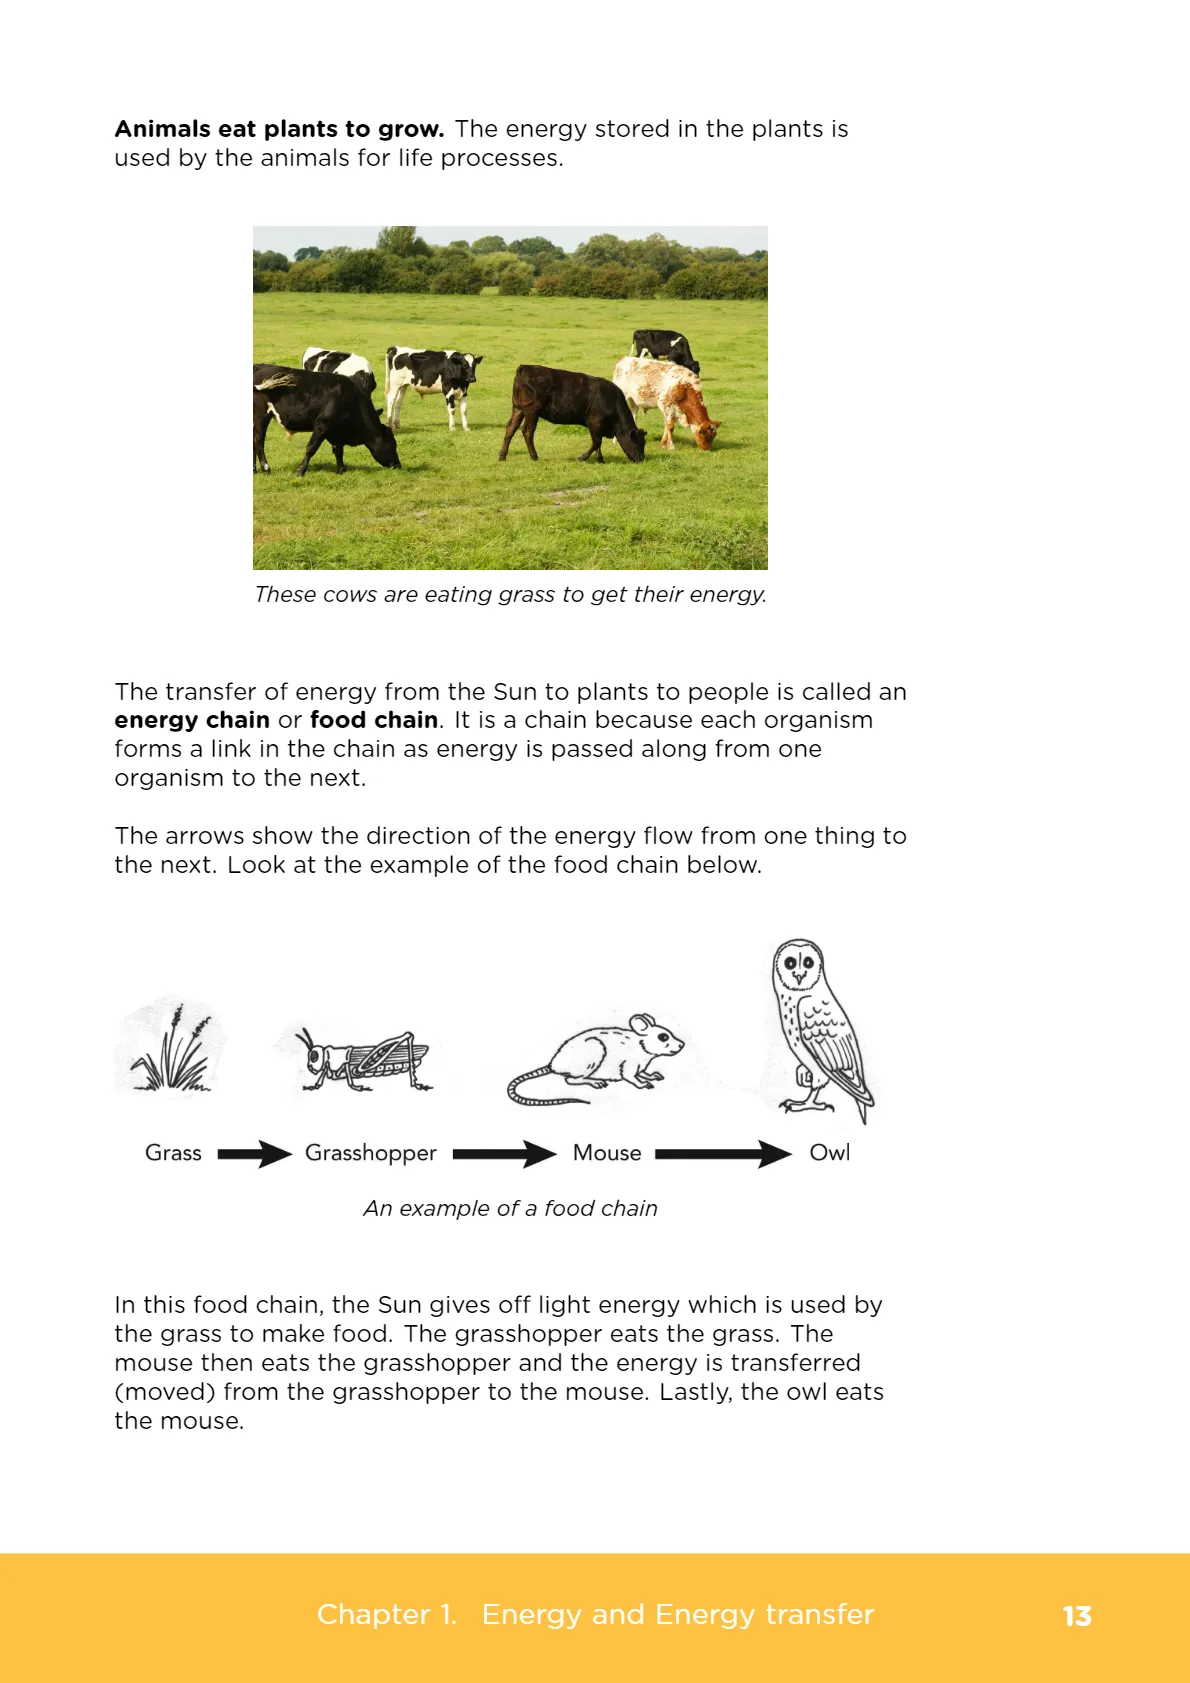 Animals eat plants to grow. The energy stored in the plants is
used by the animals for life processes.
These cows are eating grass to get their energy.
The transfer of energy from the Sun to plants to people is called an
energy chain or food chain. It is a chain because each organism
forms a link in the chain as energy is passed along from one
organism to the next.
The arrows show the direction of the energy flow from one thing to
the next. Look at the example of the food chain below.
Grass Grasshopper Mouse Owl
An example of a food chain
In this food chain, the Sun gives off light energy which is used by
the grass to make food. The grasshopper eats the grass. The
mouse then eats the grasshopper and the energy is transferred
(moved) from the grasshopper to the mouse. Lastly, the owl eats
the mouse.
Chapter 1. Energy and Energy transfer 13